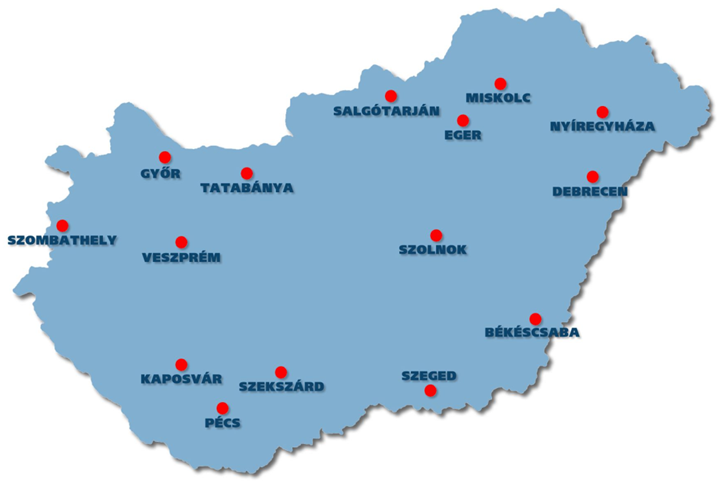 MISKOLC
SALGÓTARJÁN
NYÍREGYHÁZA
EGER
GYŐR
TATABÁNYA
DEBRECEN
SZOMBATHELY
SZOLNOK
VESZPRÉM
BÉKÉSCSABA
KAPOSVÁR
SZEGED
SZEKSZÁRD
PÉCS